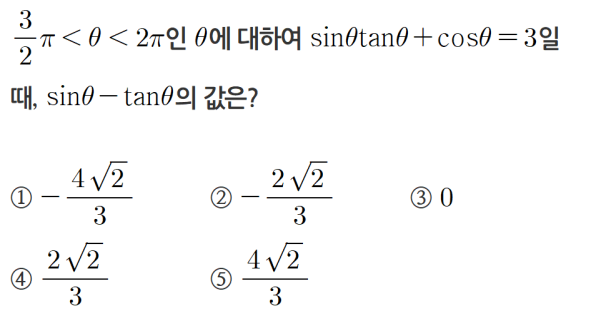 $\frac{3}{2}\pi < \theta < 2\pi$인 $\theta$에 대하여 $\sin\theta\tan\theta + \cos\theta = 3$일
때, $\sin\theta - \tan\theta$의 값은?
① $-\frac{4\sqrt{2}}{3}$ ② $-\frac{2\sqrt{2}}{3}$ ③ $0$
④ $\frac{2\sqrt{2}}{3}$ ⑤ $\frac{4\sqrt{2}}{3}$